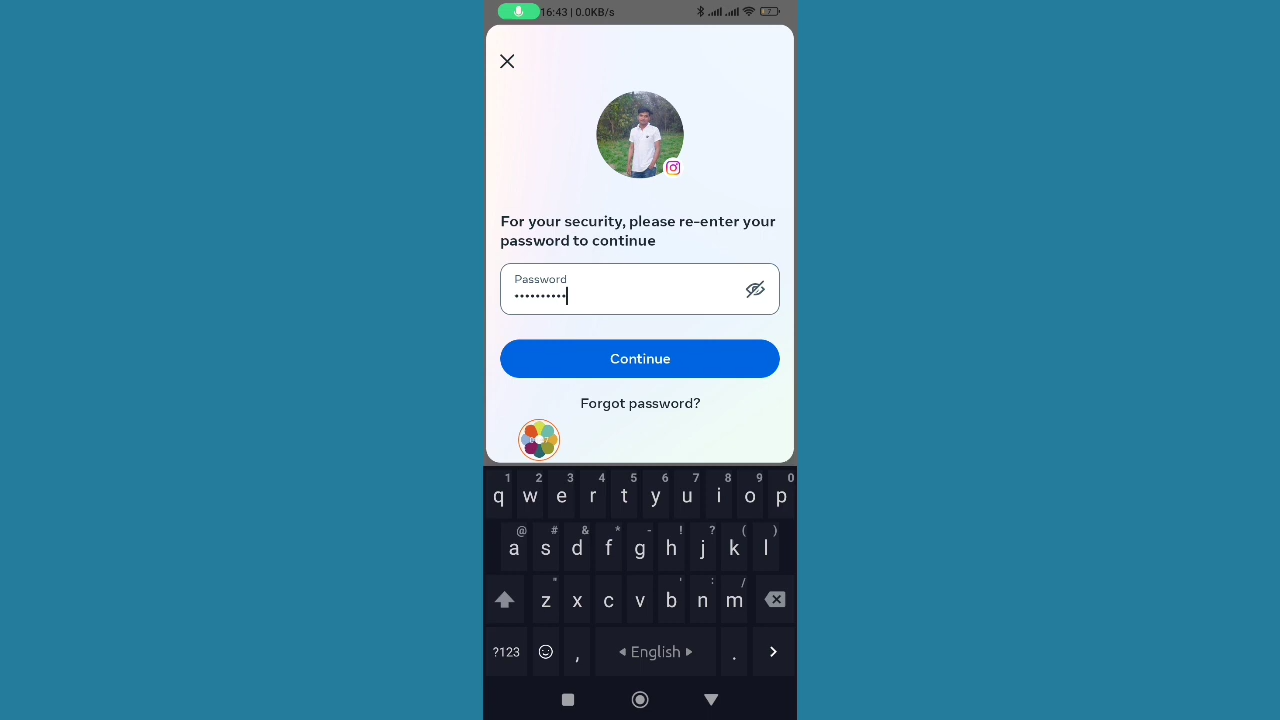 16:43 | 0.0KB/s
7
For your security, please re-enter your
password to continue
Password
••••••••••
Continue
Forgot password?
1 2 3 4 5 6 7 8 9 0
q w e r t y u i o p
@ # & * - ! ? ( )
a s d f g h j k l
" ' : /
z x c v b n m
?123 , English .